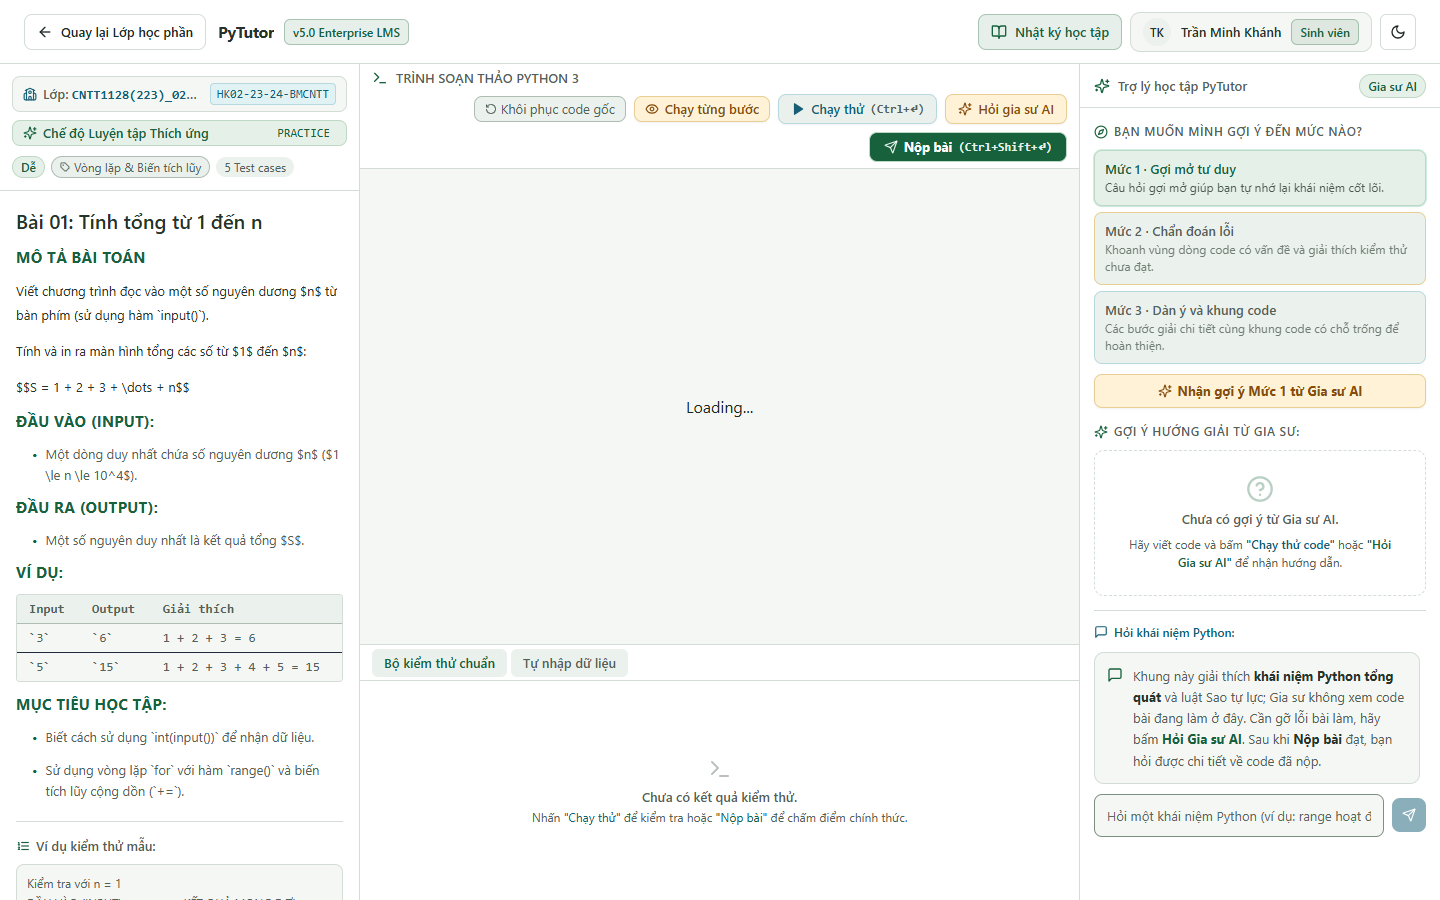 Quay lại Lớp học phần
PyTutor
v5.0 Enterprise LMS
Nhật ký học tập
TK
Trần Minh Khánh
Sinh viên
Lớp: CNTT1128(223)_02...
HK02-23-24-BMCNTT
Chế độ Luyện tập Thích ứng
PRACTICE
Dễ
Vòng lặp & Biến tích lũy
5 Test cases
Bài 01: Tính tổng từ 1 đến n
MÔ TẢ BÀI TOÁN
Viết chương trình đọc vào một số nguyên dương $n$ từ
bàn phím (sử dụng hàm `input()`).
Tính và in ra màn hình tổng các số từ $1$ đến $n$:
$$S = 1 + 2 + 3 + \dots + n$$
ĐẦU VÀO (INPUT):
• Một dòng duy nhất chứa số nguyên dương $n$ ($1
\le n \le 10^4$).
ĐẦU RA (OUTPUT):
• Một số nguyên duy nhất là kết quả tổng $S$.
VÍ DỤ:
Input Output Giải thích
`3` `6` 1 + 2 + 3 = 6
`5` `15` 1 + 2 + 3 + 4 + 5 = 15
MỤC TIÊU HỌC TẬP:
• Biết cách sử dụng `int(input())` để nhận dữ liệu.
• Sử dụng vòng lặp `for` với hàm `range()` và biến
tích lũy cộng dồn (`+=`).
Ví dụ kiểm thử mẫu:
Kiểm tra với n = 1
TRÌNH SOẠN THẢO PYTHON 3
Khôi phục code gốc
Chạy từng bước
Chạy thử (Ctrl+↵)
Hỏi gia sư AI
Nộp bài (Ctrl+Shift+↵)
Loading...
Bộ kiểm thử chuẩn
Tự nhập dữ liệu
Chưa có kết quả kiểm thử.
Nhấn "Chạy thử" để kiểm tra hoặc "Nộp bài" để chấm điểm chính thức.
Trợ lý học tập PyTutor
Gia sư AI
BẠN MUỐN MÌNH GỢI Ý ĐẾN MỨC NÀO?
Mức 1 · Gợi mở tư duy
Câu hỏi gợi mở giúp bạn tự nhớ lại khái niệm cốt lõi.
Mức 2 · Chẩn đoán lỗi
Khoanh vùng dòng code có vấn đề và giải thích kiểm thử
chưa đạt.
Mức 3 · Dàn ý và khung code
Các bước giải chi tiết cùng khung code có chỗ trống để
hoàn thiện.
Nhận gợi ý Mức 1 từ Gia sư AI
GỢI Ý HƯỚNG GIẢI TỪ GIA SƯ:
Chưa có gợi ý từ Gia sư AI.
Hãy viết code và bấm "Chạy thử code" hoặc "Hỏi
Gia sư AI" để nhận hướng dẫn.
Hỏi khái niệm Python:
Khung này giải thích khái niệm Python tổng
quát và luật Sao tự lực; Gia sư không xem code
bài đang làm ở đây. Cần gỡ lỗi bài làm, hãy
bấm Hỏi Gia sư AI. Sau khi Nộp bài đạt, bạn
hỏi được chi tiết về code đã nộp.
Hỏi một khái niệm Python (ví dụ: range hoạt đ